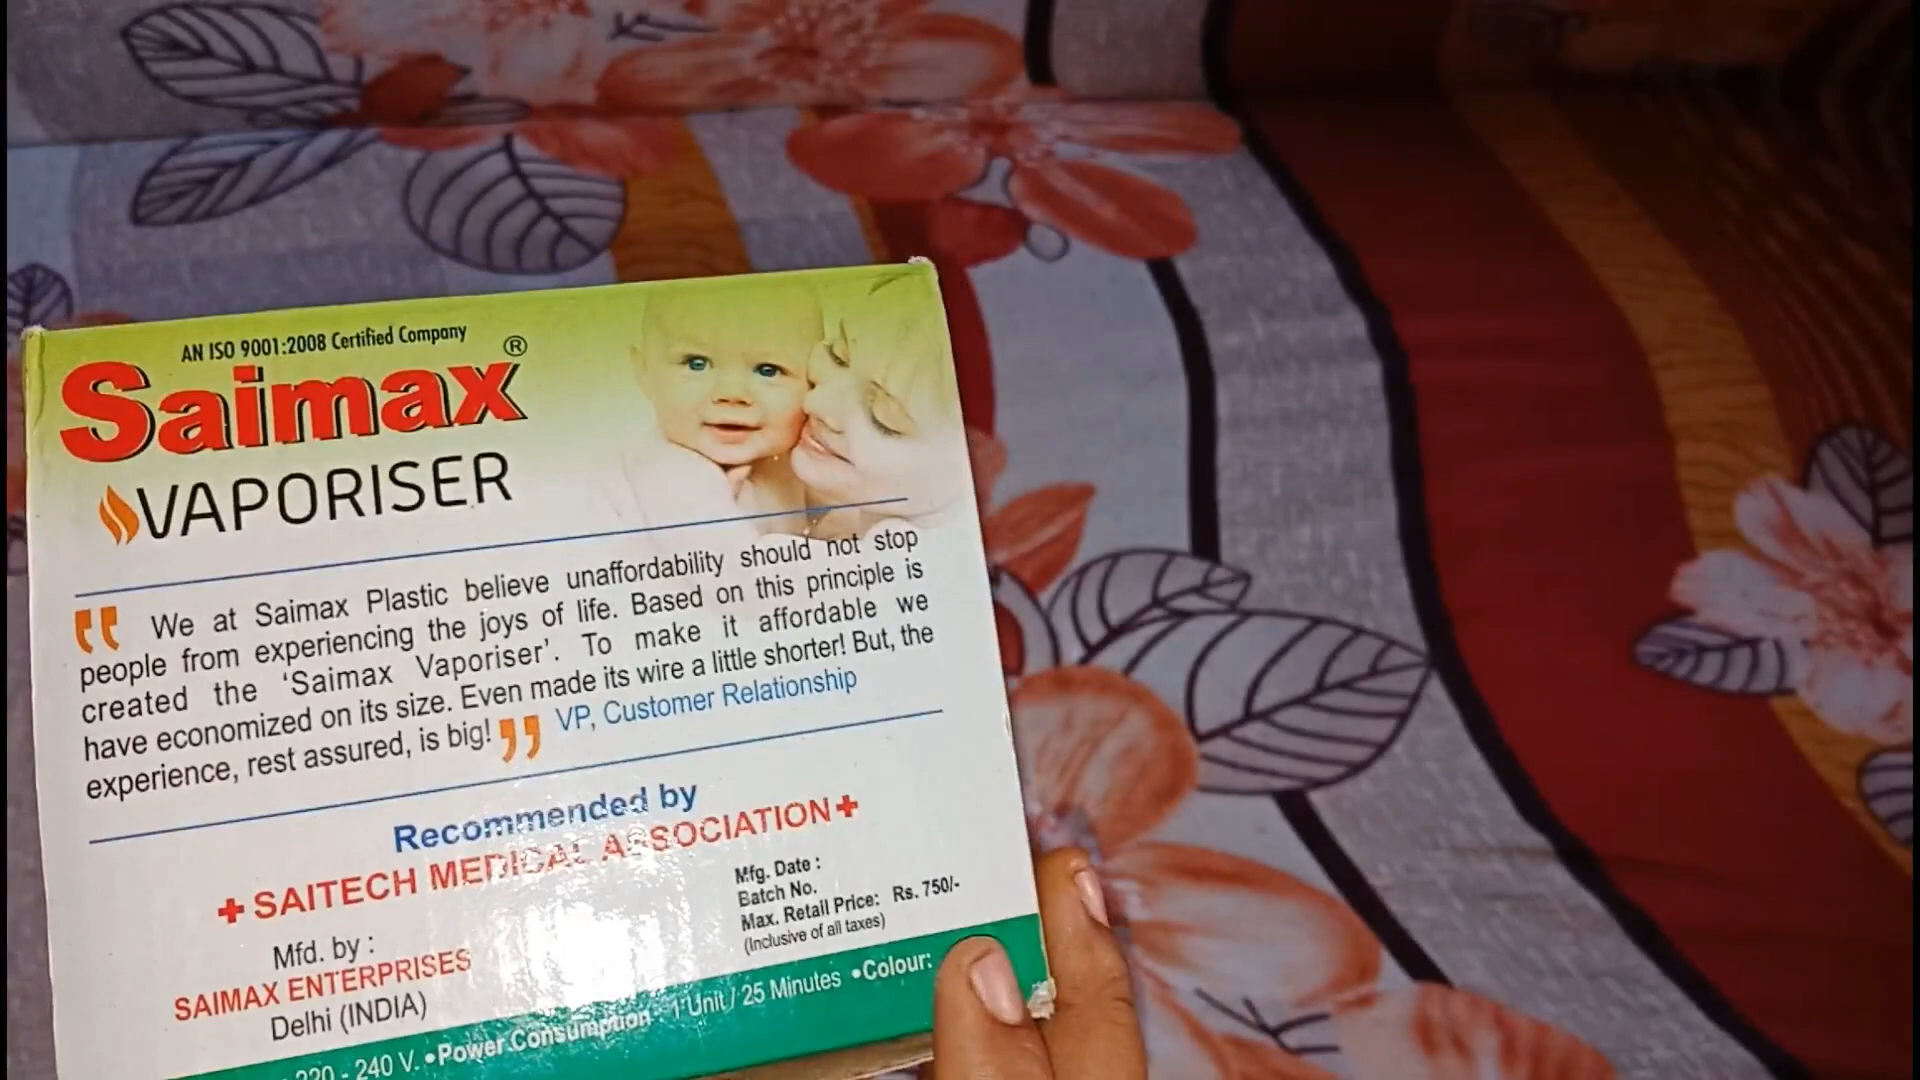 AN ISO 9001:2008 Certified Company
Saimax®
VAPORISER
“ We at Saimax Plastic believe unaffordability should not stop
people from experiencing the joys of life. Based on this principle is
created the ‘Saimax Vaporiser’. To make it affordable we
have economized on its size. Even made its wire a little shorter! But, the
experience, rest assured, is big! ” VP, Customer Relationship
Recommended by
+ SAITECH MEDICAL ASSOCIATION +
Mfd. by :
SAIMAX ENTERPRISES
Delhi (INDIA)
Mfg. Date :
Batch No.
Max. Retail Price: Rs. 750/-
(Inclusive of all taxes)
220 - 240 V. •Power Consumption 1 Unit / 25 Minutes •Colour: